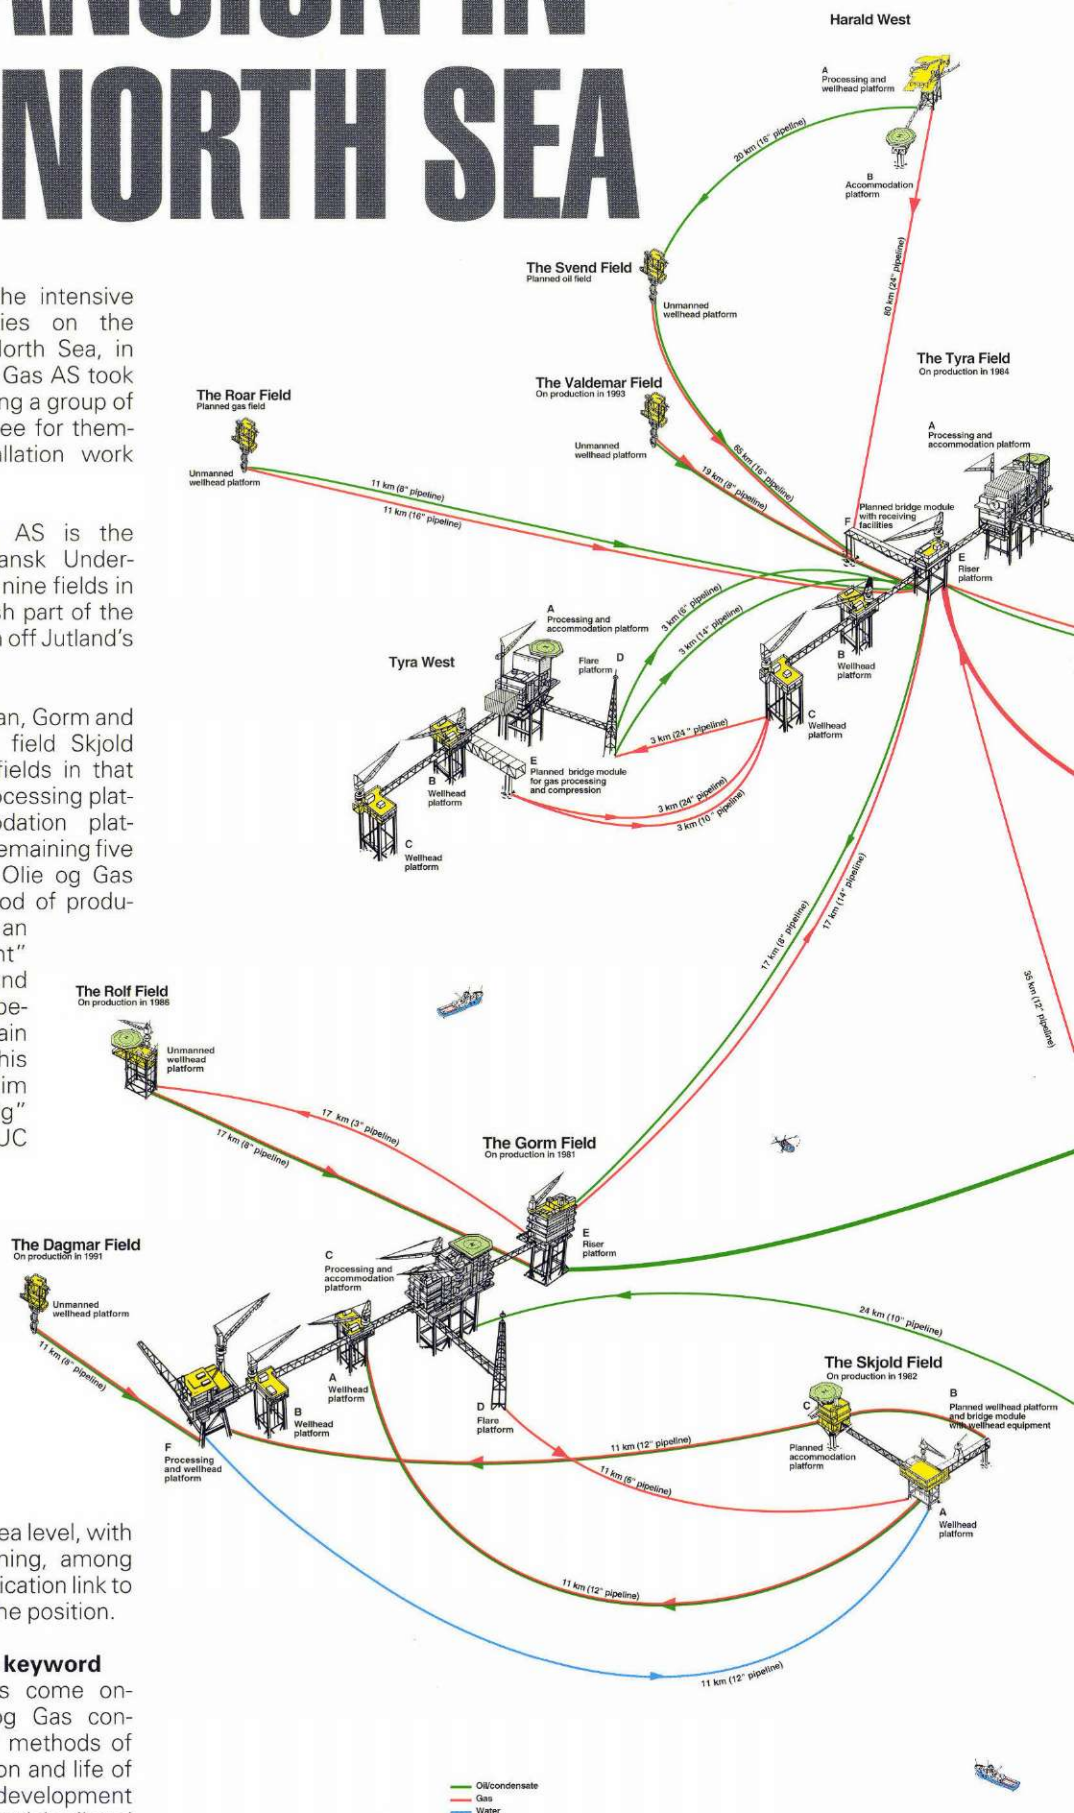 NORTH SEA
he intensive
ies on the
North Sea, in
Gas AS took
ng a group of
ee for them-
allation work
AS is the
ansk Under-
nine fields in
sh part of the
n off Jutland's
an, Gorm and
field Skjold
fields in that
ocessing plat-
odation plat-
emaining five
Olie og Gas
od of produ-
an
nt"
nd
pe-
ain
his
im
g"
UC
ea level, with
ning, among
ication link to
ne position.
keyword
s come on-
og Gas con-
methods of
on and life of
development
Harald West
A
Processing and
wellhead platform
B
Accommodation
platform
20 km (16" pipeline)
80 km (24" pipeline)
The Svend Field
Planned oil field
Unmanned
wellhead platform
65 km (16" pipeline)
The Valdemar Field
On production in 1993
Unmanned
wellhead platform
19 km (8" pipeline)
The Roar Field
Planned gas field
Unmanned
wellhead platform
11 km (8" pipeline)
11 km (16" pipeline)
The Tyra Field
On production in 1984
A
Processing and
accommodation platform
F
Planned bridge module
with receiving
facilities
E
Riser
platform
B
Wellhead
platform
C
Wellhead
platform
Tyra West
A
Processing and
accommodation platform
Flare
platform
D
E
Planned bridge module
for gas processing
and compression
B
Wellhead
platform
C
Wellhead
platform
3 km (6" pipeline)
3 km (14" pipeline)
3 km (24" pipeline)
3 km (24" pipeline)
3 km (10" pipeline)
17 km (8" pipeline)
17 km (14" pipeline)
35 km (12" pipeline)
The Rolf Field
On production in 1986
Unmanned
wellhead
platform
17 km (3" pipeline)
17 km (8" pipeline)
The Gorm Field
On production in 1981
E
Riser
platform
C
Processing and
accommodation
platform
A
Wellhead
platform
B
Wellhead
platform
D
Flare
platform
F
Processing
and wellhead
platform
The Dagmar Field
On production in 1991
Unmanned
wellhead platform
11 km (8" pipeline)
24 km (10" pipeline)
The Skjold Field
On production in 1982
C
Planned
accommodation
platform
B
Planned wellhead platform
and bridge module
with wellhead equipment
A
Wellhead
platform
11 km (12" pipeline)
11 km (6" pipeline)
11 km (12" pipeline)
11 km (12" pipeline)
Oil/condensate
Gas
Water